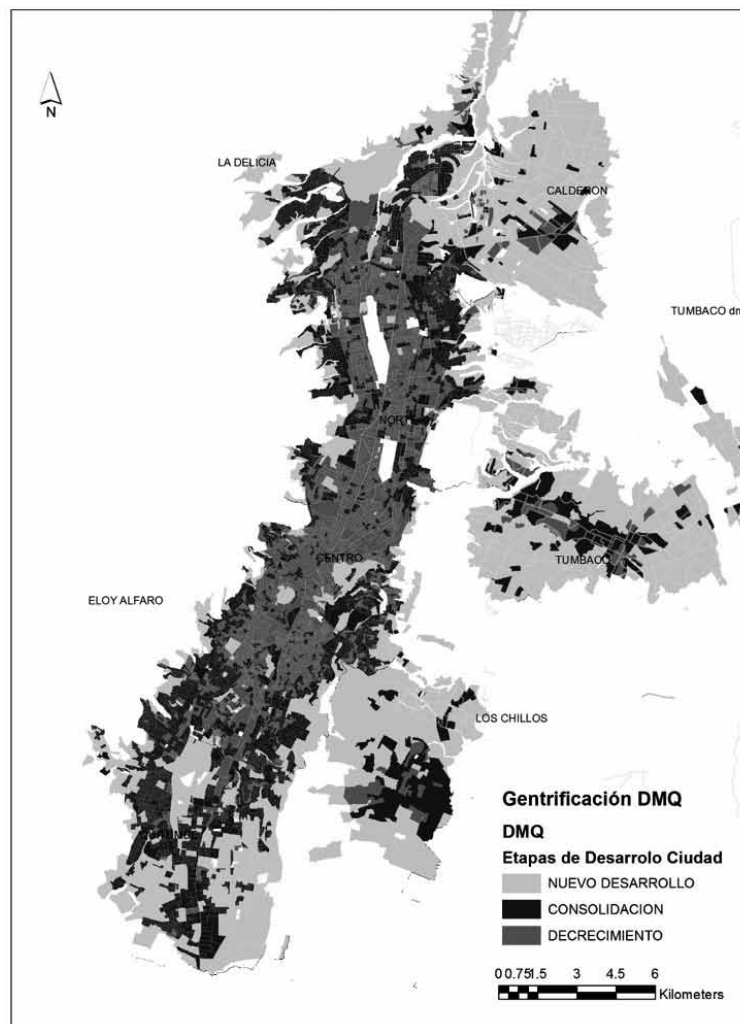 N
LA DELICIA
CALDERON
TUMBACO dm
NORTE
CENTRO
TUMBACO
ELOY ALFARO
LOS CHILLOS
Gentrificación DMQ
DMQ
Etapas de Desarrolo Ciudad
NUEVO DESARROLLO
CONSOLIDACION
DECRECIMIENTO
0 0.75 1.5 3 4.5 6
Kilometers